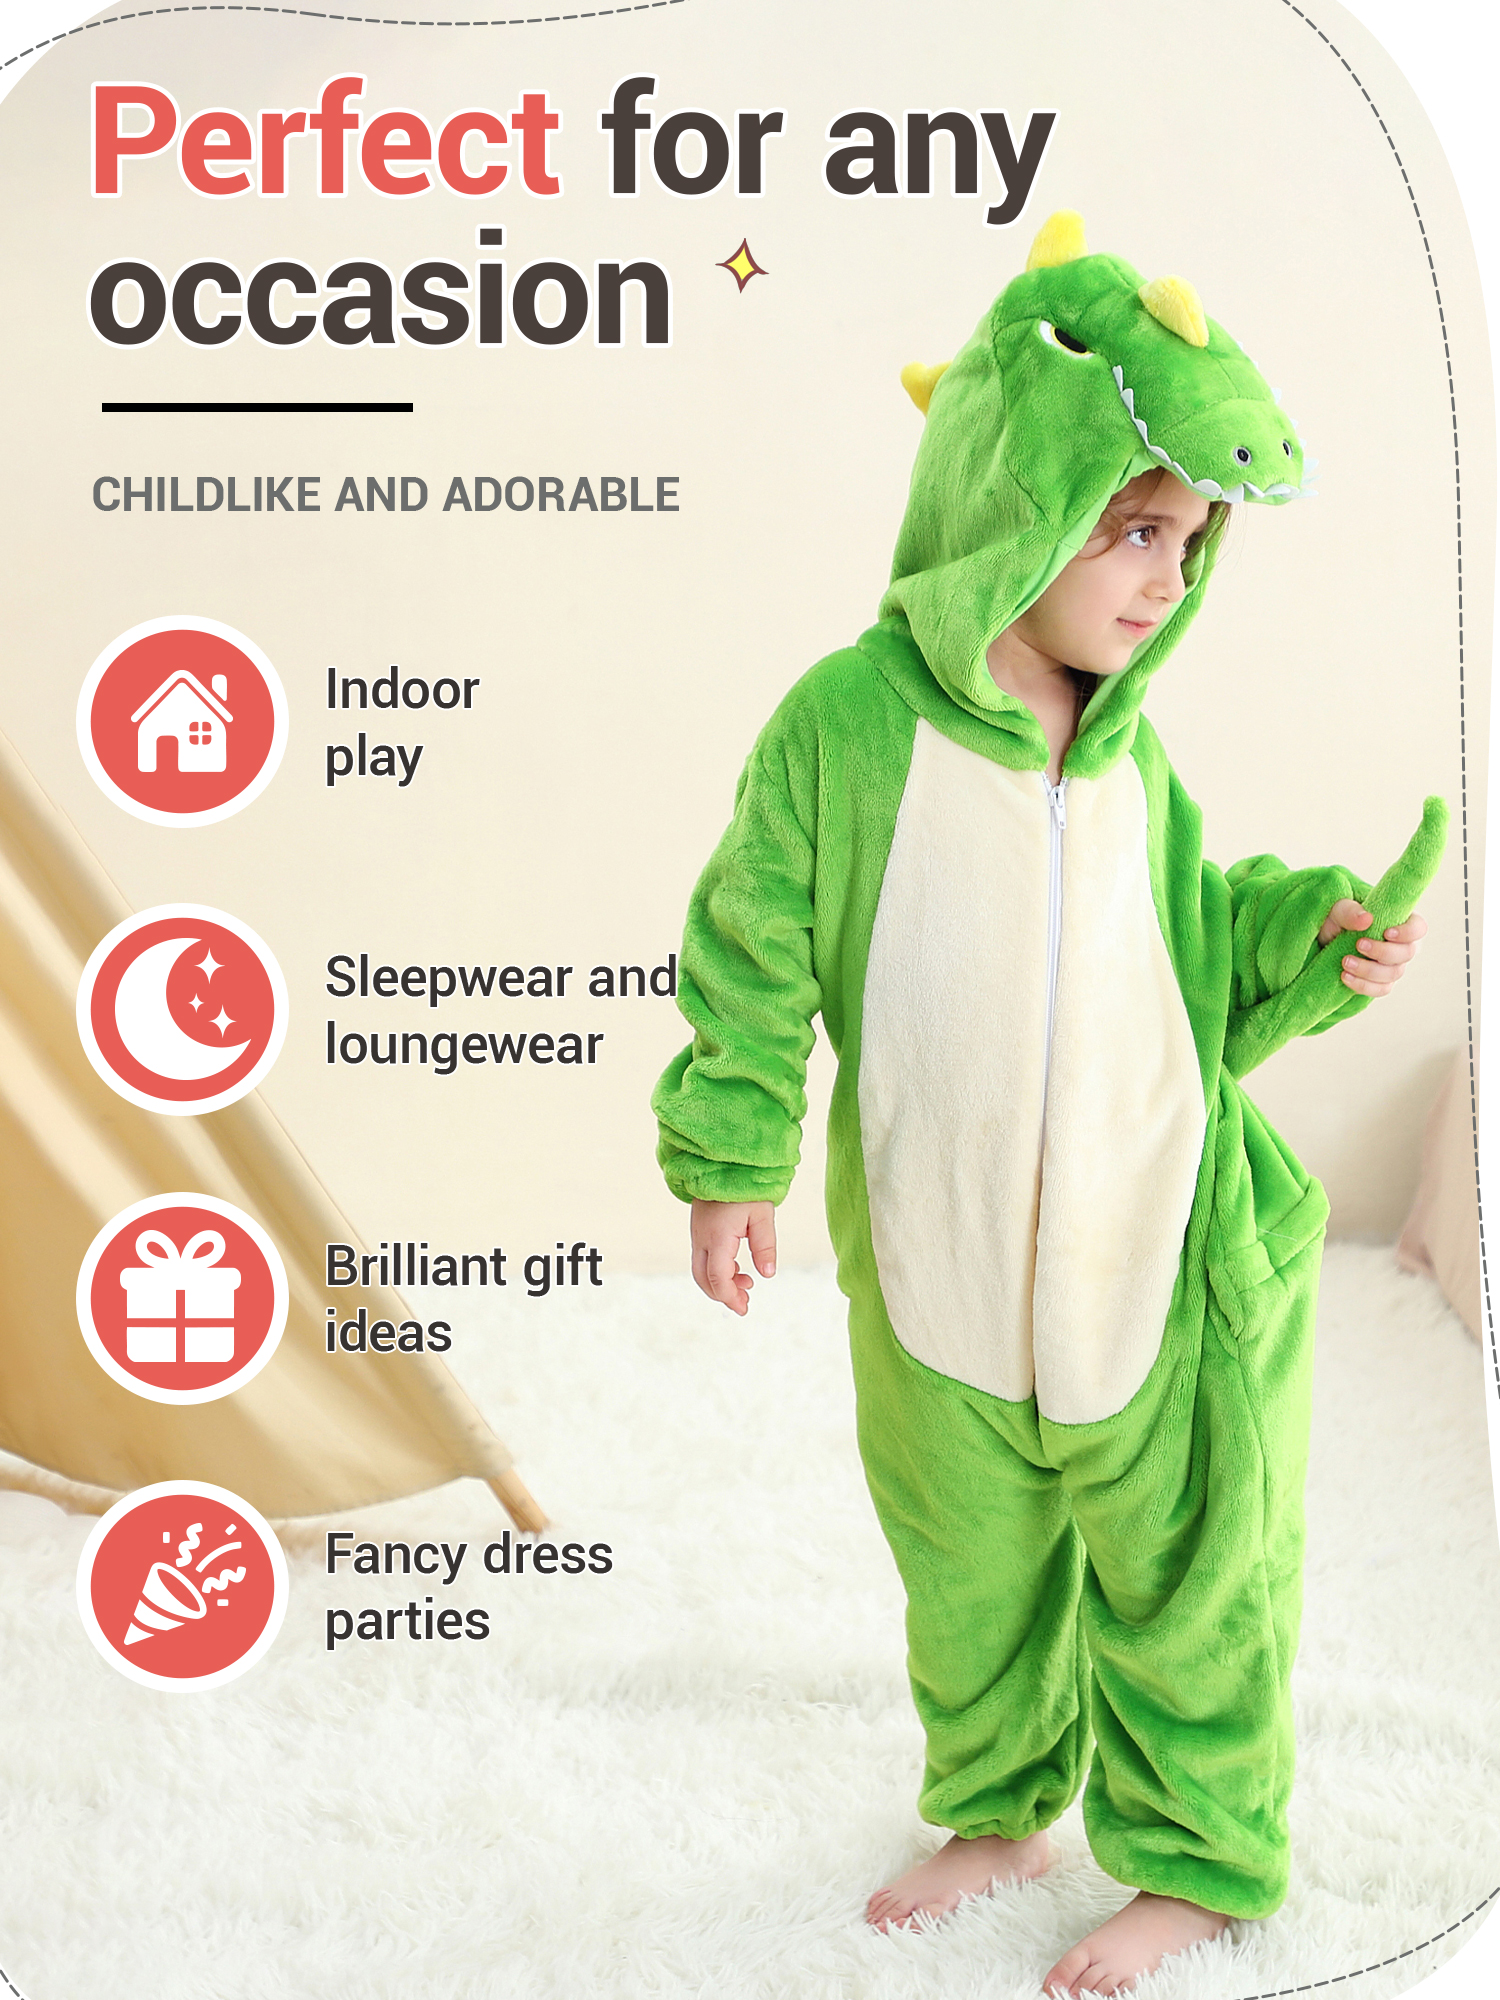 Perfect for any
occasion
CHILDLIKE AND ADORABLE
Indoor
play
Sleepwear and
loungewear
Brilliant gift
ideas
Fancy dress
parties